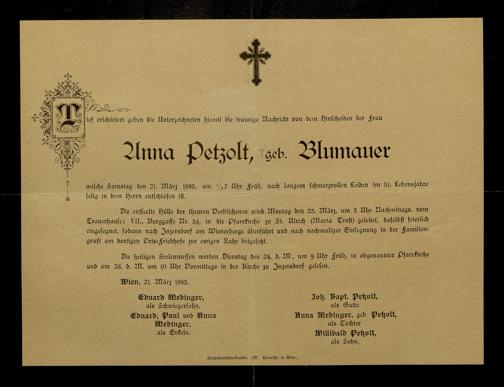 Tief erschüttert geben die Unterzeichneten hiemit die traurige Nachricht von dem Hinscheiden der Frau
Anna Petzolt, geb. Blumauer
welche Samstag den 21. März 1885, um ½7 Uhr Früh, nach langem schmerzvollen Leiden im 51. Lebensjahre
selig in dem Herrn entschlafen ist.
Die entseelte Hülle der theuren Verblichenen wird Montag den 23. März, um 3 Uhr Nachmittags, vom
Trauerhause: VII., Burggasse Nr. 54, in die Pfarrkirche zu St. Ulrich (Maria Trost) geleitet, daselbst feierlich
eingesegnet, sodann nach Inzersdorf am Wienerberge überführt und nach nochmaliger Einsegnung in der Familien-
gruft am dortigen Orts-Friedhofe zur ewigen Ruhe beigesetzt.
Die heiligen Seelenmessen werden Dienstag den 24. d. M., um 9 Uhr Früh, in obgenannter Pfarrkirche
und am 26. d. M. um 10 Uhr Vormittags in der Kirche zu Inzersdorf gelesen.
Wien, 21. März 1885.
Eduard Medinger,
als Schwiegersohn.
Eduard, Paul und Anna
Medinger,
als Enkeln.
Joh. Bapt. Petzolt,
als Gatte.
Anna Medinger, geb. Petzolt,
als Tochter
Willibald Petzolt,
als Sohn.